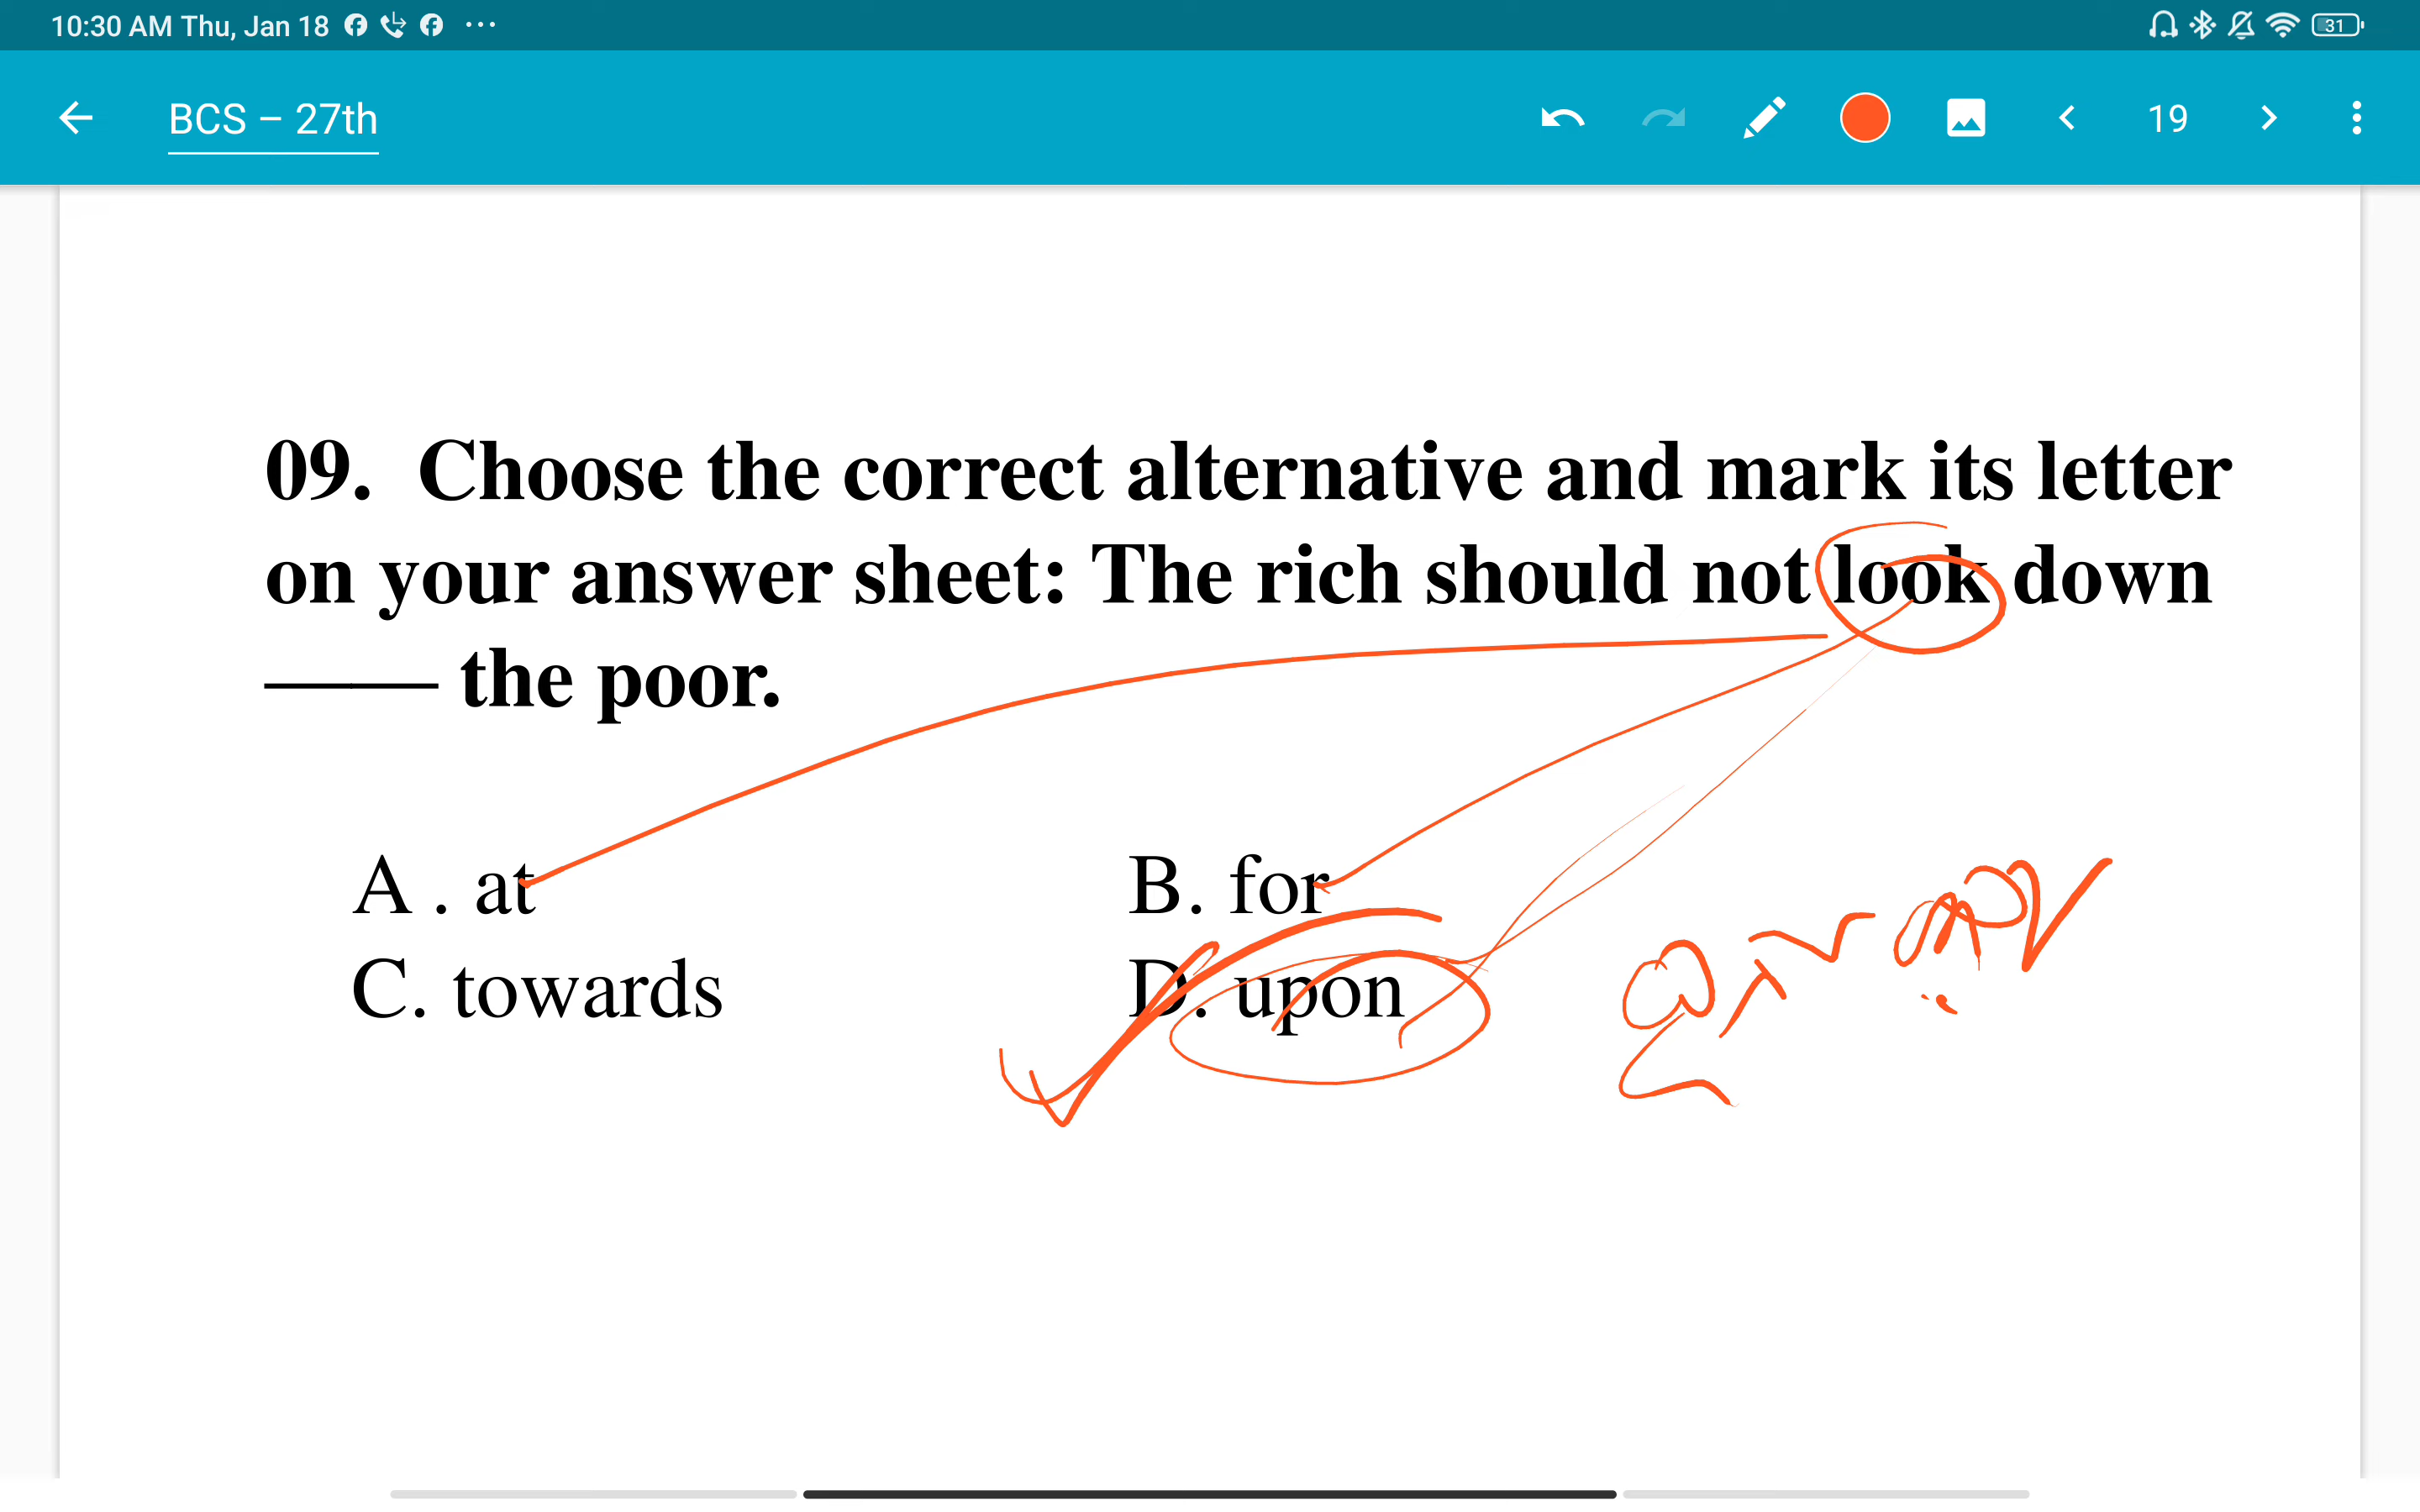 10:30 AM Thu, Jan 18
31
BCS – 27th
19
09. Choose the correct alternative and mark its letter
on your answer sheet: The rich should not look down
—— the poor.
A . at
B. for
C. towards
D. upon